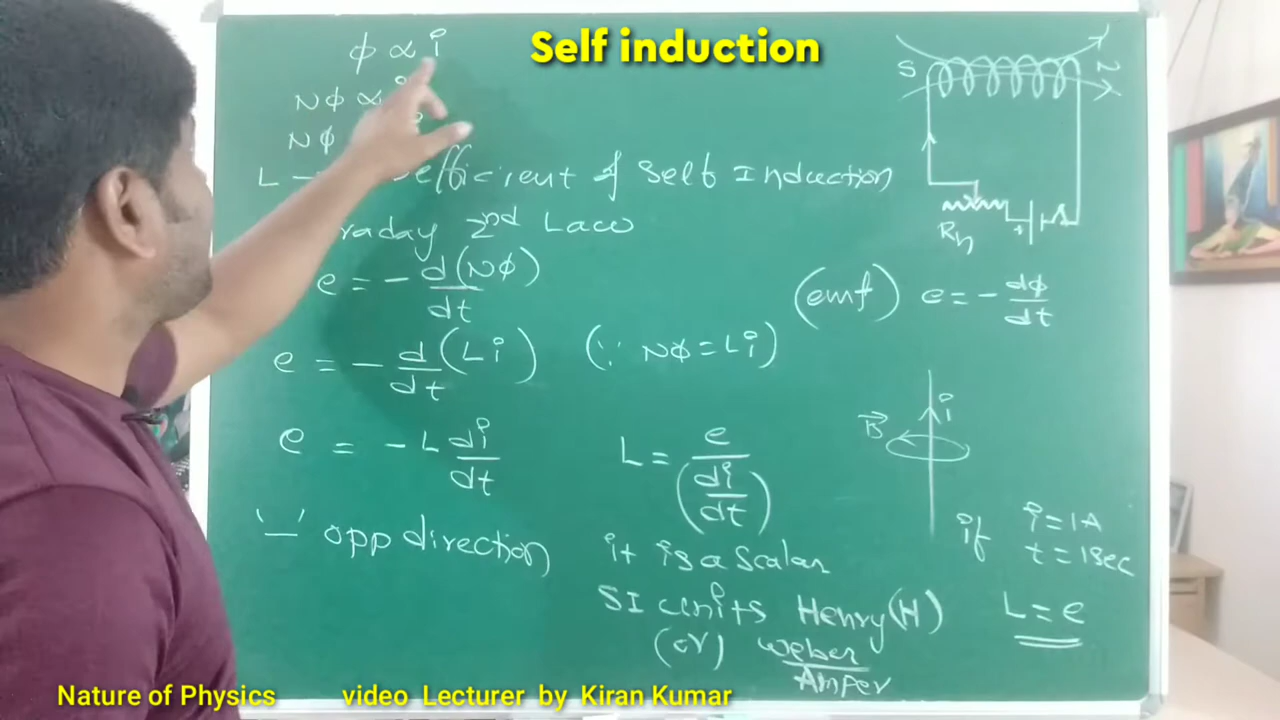 Self induction
φ ∝ i
Nφ ∝
Nφ
L — efficient of Self Induction
raday 2nd Law
e = - d(Nφ)/dt
e = - d/dt (Li) (∵ Nφ = Li)
e = - L di/dt
'—' opp direction
L = e/(di/dt)
it is a scalar
SI units Henry (H)
(or) Weber/Amper
S N
Rh
+ -
(emf) e = - dφ/dt
B→ i
if i = 1A
t = 1sec
L = e
Nature of Physics video Lecturer by Kiran Kumar